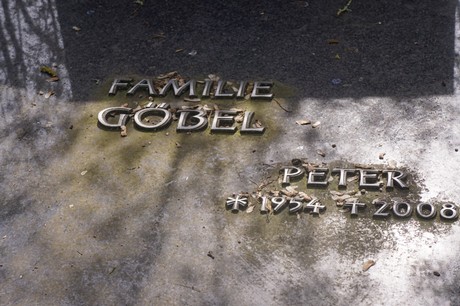 FAMILIE
GÖBEL
PETER
* 1954 † 2008